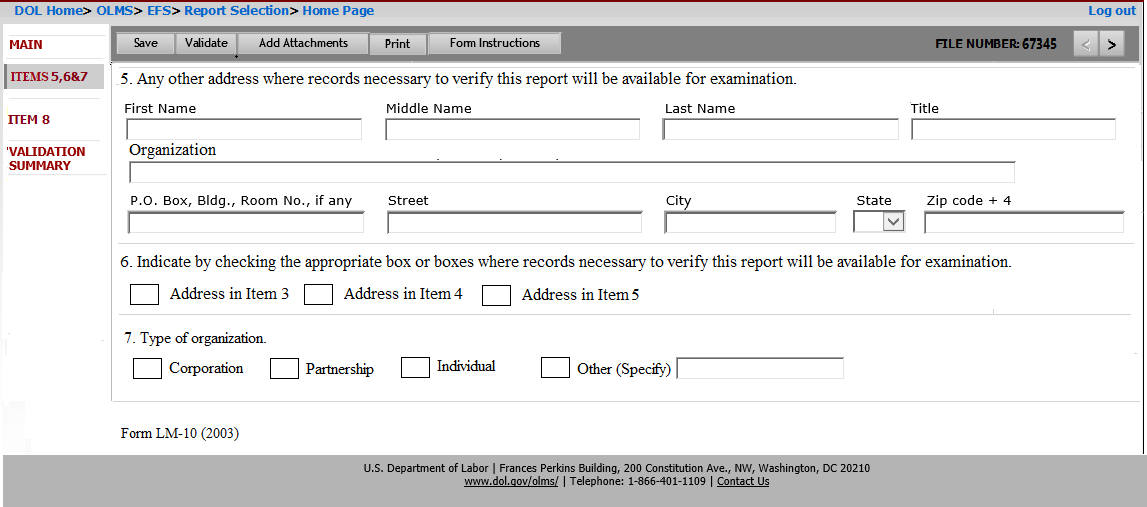 DOL Home> OLMS> EFS> Report Selection> Home Page Log out
MAIN
ITEMS 5,6&7
ITEM 8
'VALIDATION
SUMMARY
Save Validate Add Attachments Print Form Instructions FILE NUMBER: 67345 < >
5. Any other address where records necessary to verify this report will be available for examination.
First Name Middle Name Last Name Title
Organization
P.O. Box, Bldg., Room No., if any Street City State Zip code + 4
6. Indicate by checking the appropriate box or boxes where records necessary to verify this report will be available for examination.
Address in Item 3 Address in Item 4 Address in Item 5
7. Type of organization.
Corporation Partnership Individual Other (Specify)
Form LM-10 (2003)
U.S. Department of Labor | Frances Perkins Building, 200 Constitution Ave., NW, Washington, DC 20210
www.dol.gov/olms/ | Telephone: 1-866-401-1109 | Contact Us